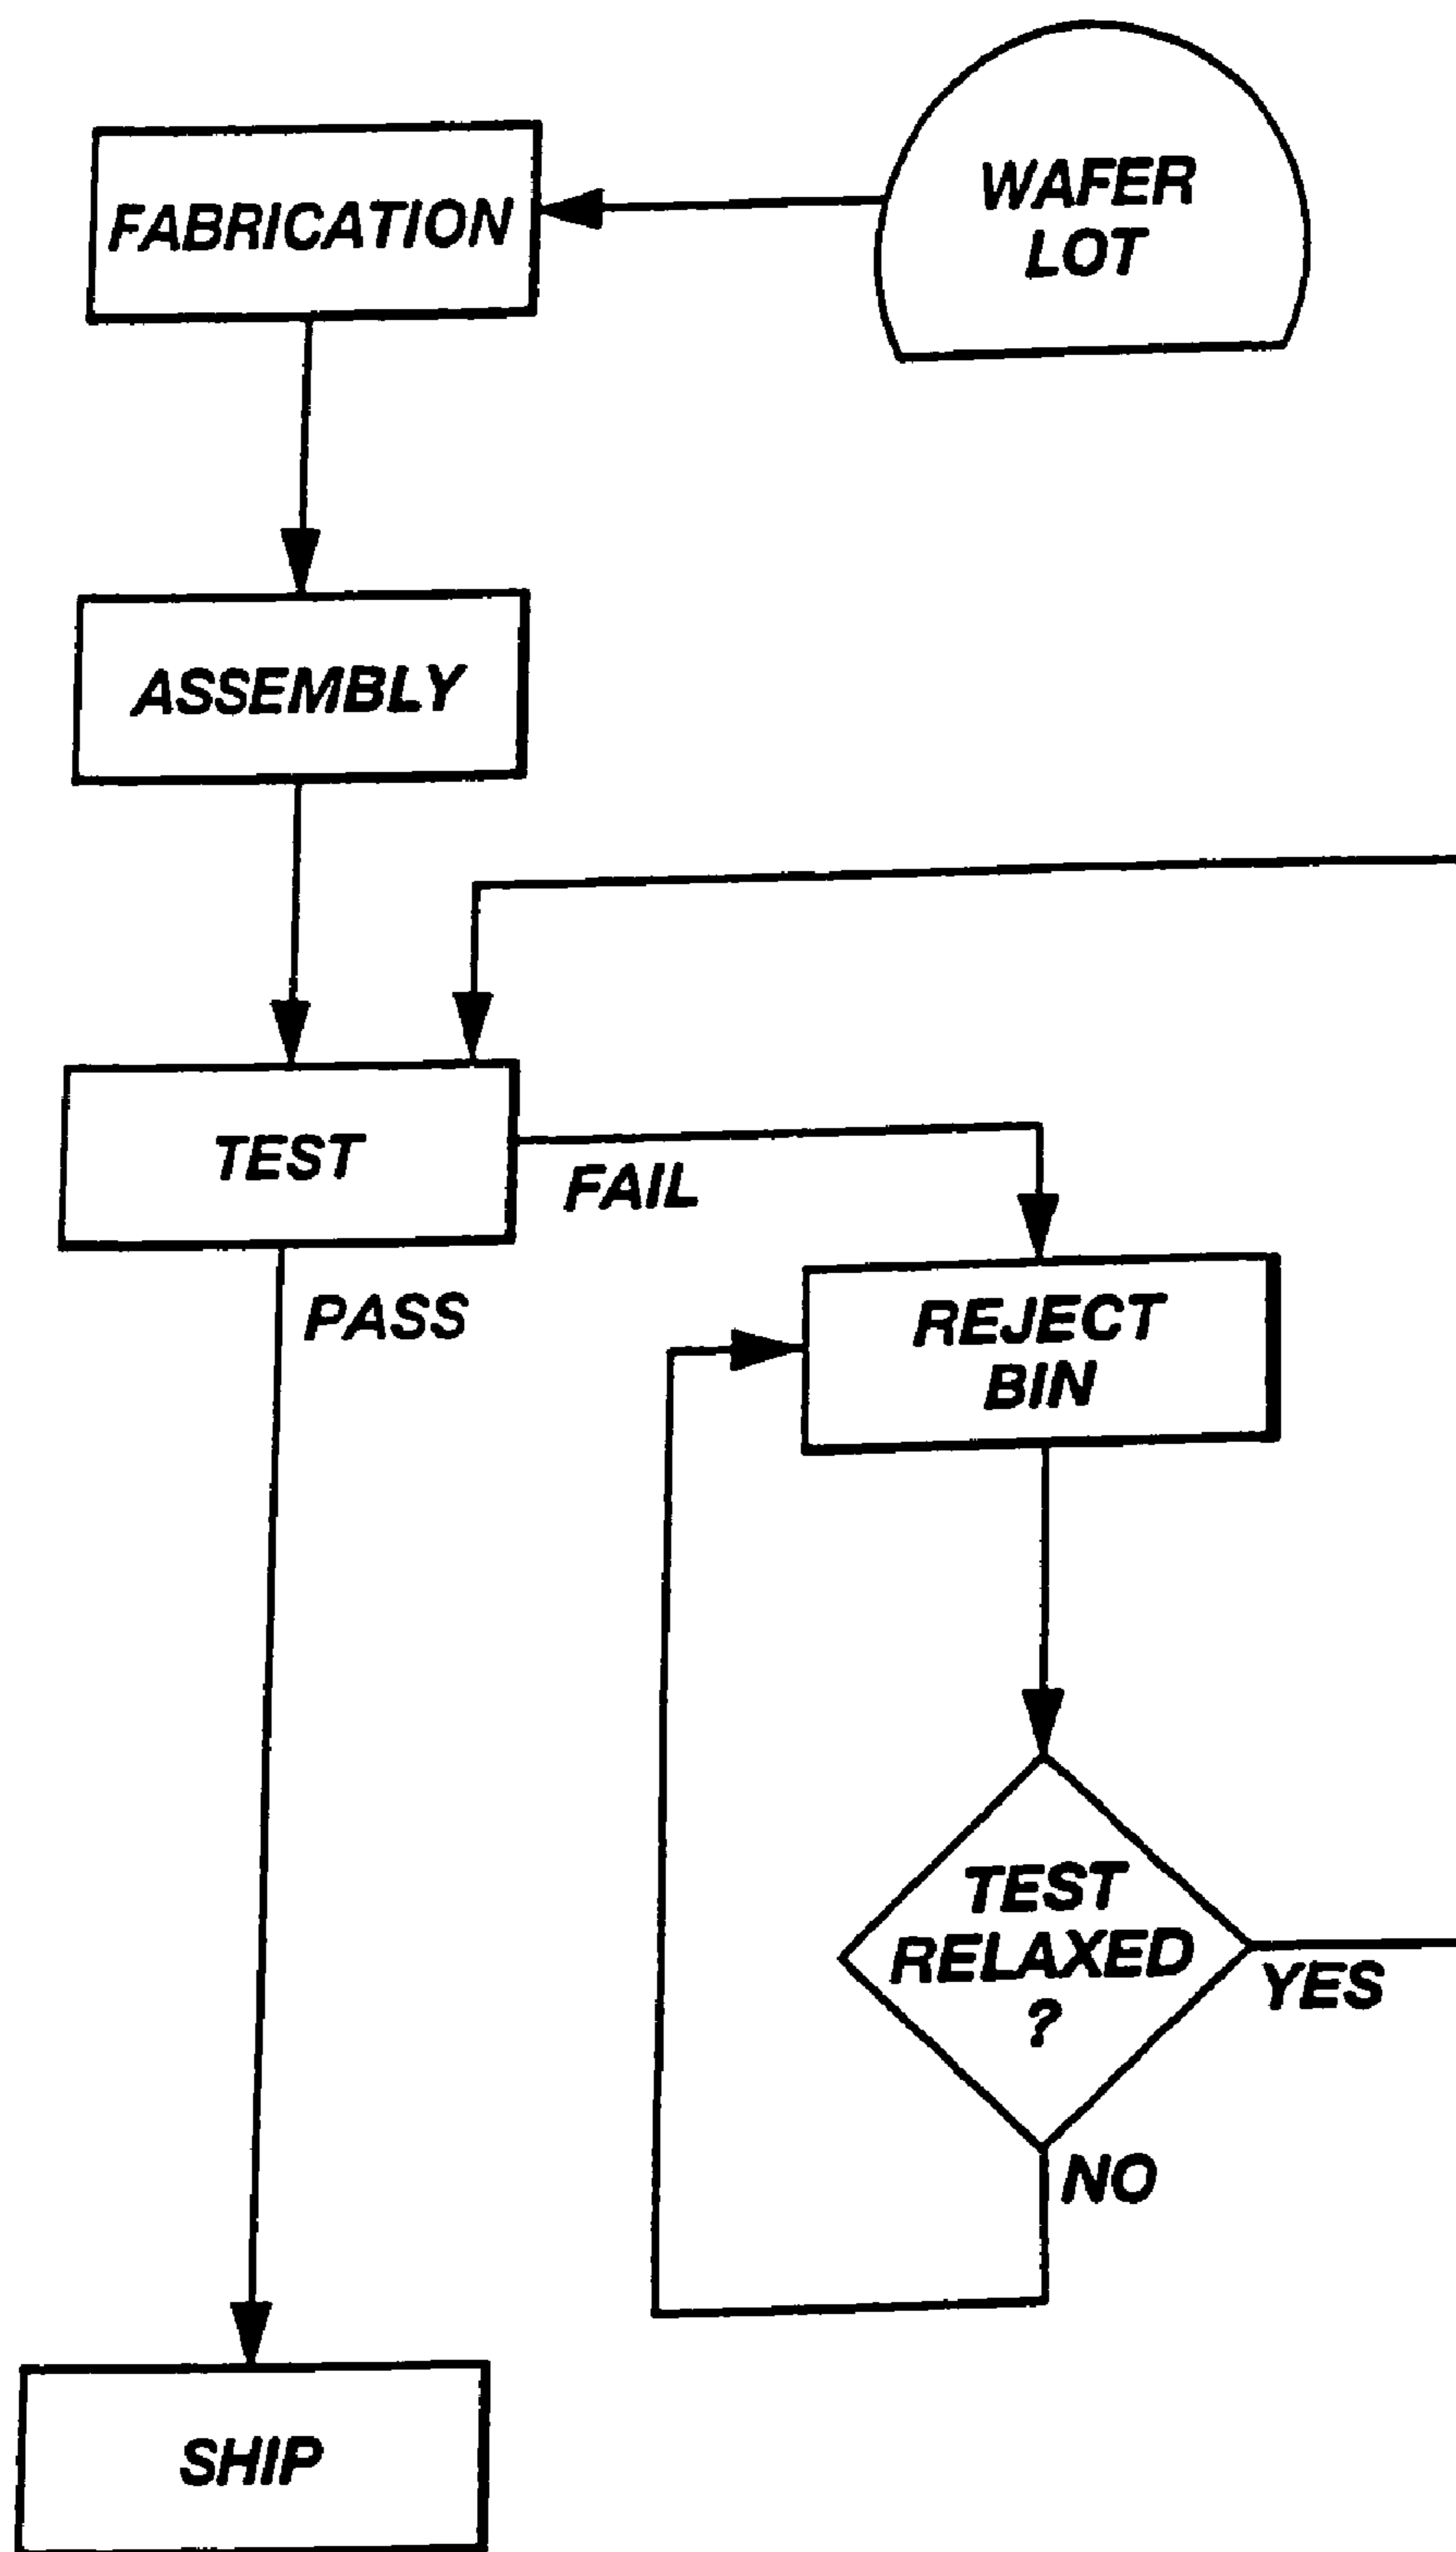 WAFER
LOT
FABRICATION
ASSEMBLY
TEST
FAIL
PASS
REJECT
BIN
TEST
RELAXED
?
YES
NO
SHIP